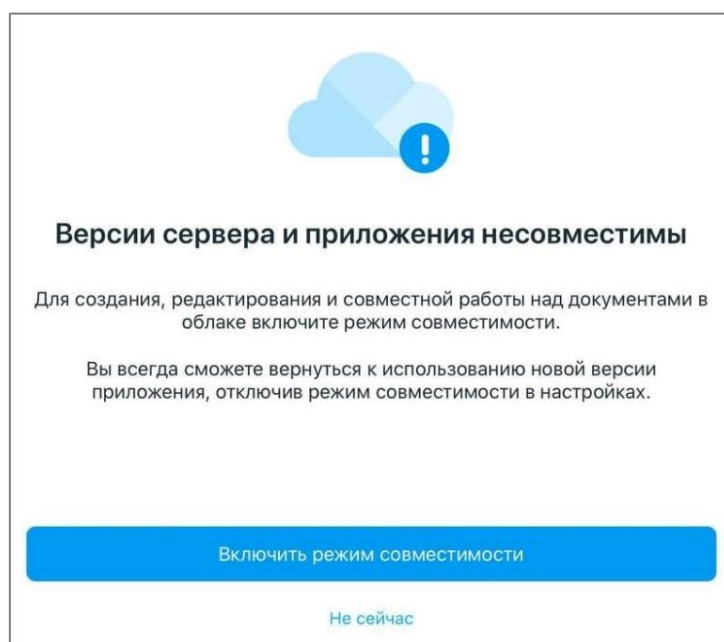 Версии сервера и приложения несовместимы
Для создания, редактирования и совместной работы над документами в
облаке включите режим совместимости.
Вы всегда сможете вернуться к использованию новой версии
приложения, отключив режим совместимости в настройках.
Включить режим совместимости
Не сейчас